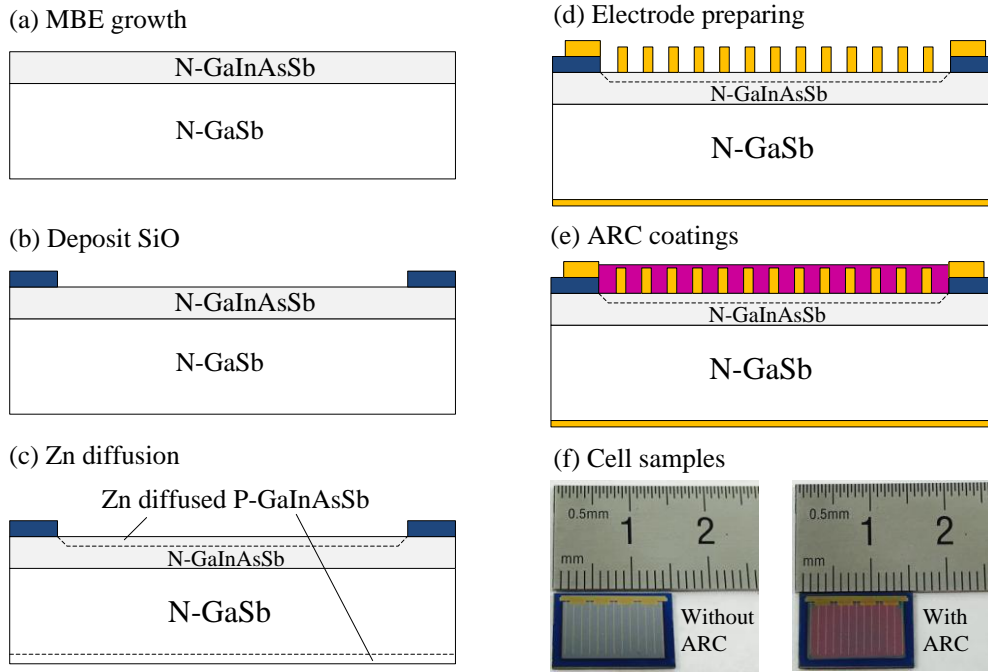 (a) MBE growth
N-GaInAsSb
N-GaSb
(b) Deposit SiO
N-GaInAsSb
N-GaSb
(c) Zn diffusion
Zn diffused P-GaInAsSb
N-GaInAsSb
N-GaSb
(d) Electrode preparing
N-GaInAsSb
N-GaSb
(e) ARC coatings
N-GaInAsSb
N-GaSb
(f) Cell samples
0.5mm 1 2
mm
Without
ARC
0.5mm 1 2
mm
With
ARC